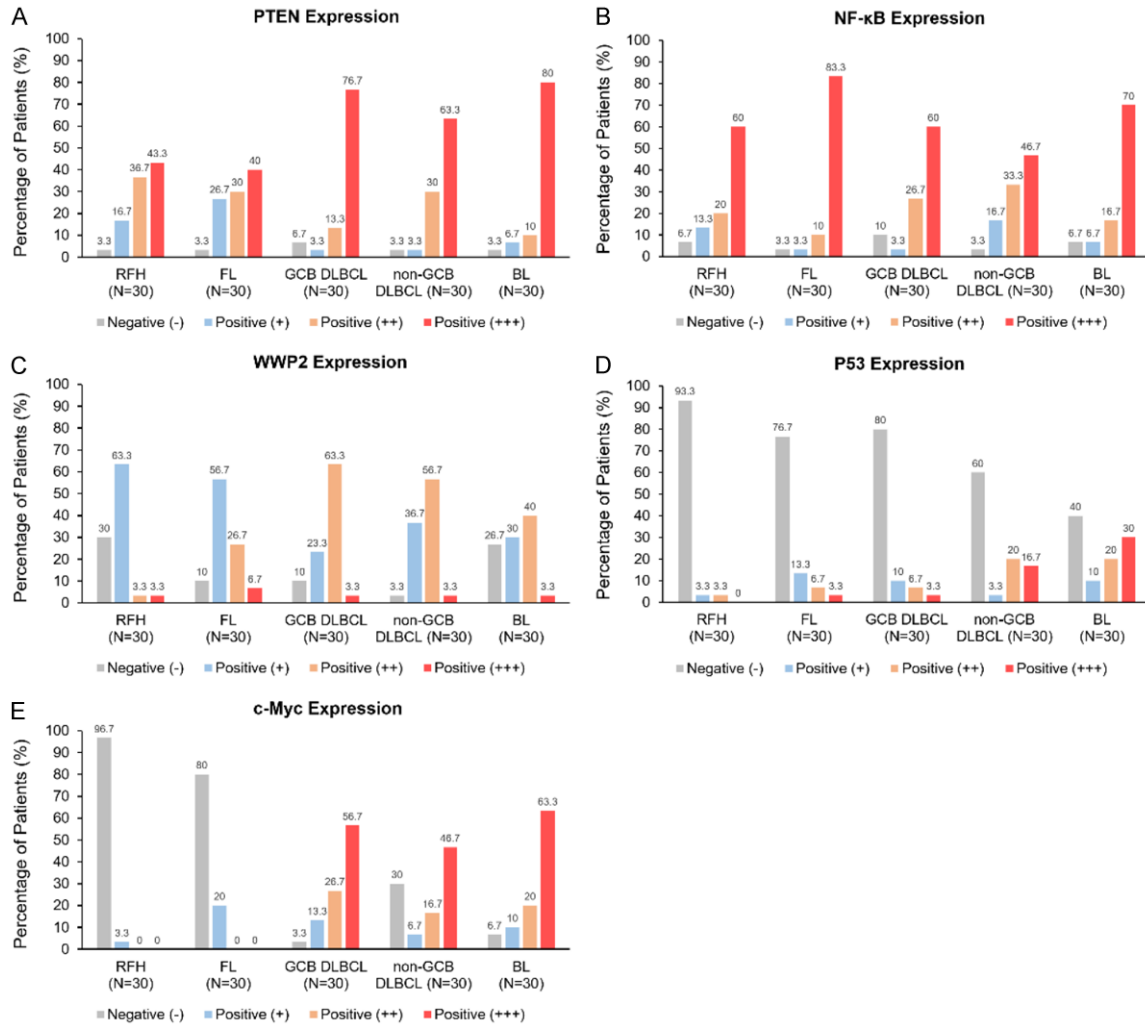 A
PTEN Expression
Percentage of Patients (%)
100
90
80
70
60
50
40
30
20
10
0
3.3 16.7 36.7 43.3
3.3 26.7 30 40
6.7 3.3 13.3 76.7
3.3 3.3 30 63.3
3.3 6.7 10 80
RFH FL GCB DLBCL non-GCB BL
(N=30) (N=30) (N=30) DLBCL (N=30) (N=30)
Negative (-) Positive (+) Positive (++) Positive (+++)
B
NF-κB Expression
Percentage of Patients (%)
100
90
80
70
60
50
40
30
20
10
0
6.7 13.3 20 60
3.3 3.3 10 83.3
10 3.3 26.7 60
3.3 16.7 33.3 46.7
6.7 6.7 16.7 70
RFH FL GCB DLBCL non-GCB BL
(N=30) (N=30) (N=30) DLBCL (N=30) (N=30)
Negative (-) Positive (+) Positive (++) Positive (+++)
C
WWP2 Expression
Percentage of Patients (%)
100
90
80
70
60
50
40
30
20
10
0
30 63.3 3.3 3.3
10 56.7 26.7 6.7
10 23.3 63.3 3.3
3.3 36.7 56.7 3.3
26.7 30 40 3.3
RFH FL GCB DLBCL non-GCB BL
(N=30) (N=30) (N=30) DLBCL (N=30) (N=30)
Negative (-) Positive (+) Positive (++) Positive (+++)
D
P53 Expression
Percentage of Patients (%)
100
90
80
70
60
50
40
30
20
10
0
93.3 3.3 3.3 0
76.7 13.3 6.7 3.3
80 10 6.7 3.3
60 3.3 20 16.7
40 10 20 30
RFH FL GCB DLBCL non-GCB BL
(N=30) (N=30) (N=30) DLBCL (N=30) (N=30)
Negative (-) Positive (+) Positive (++) Positive (+++)
E
c-Myc Expression
Percentage of Patients (%)
100
90
80
70
60
50
40
30
20
10
0
96.7 3.3 0 0
80 20 0 0
3.3 13.3 26.7 56.7
30 6.7 16.7 46.7
6.7 10 20 63.3
RFH FL GCB DLBCL non-GCB BL
(N=30) (N=30) (N=30) DLBCL (N=30) (N=30)
Negative (-) Positive (+) Positive (++) Positive (+++)